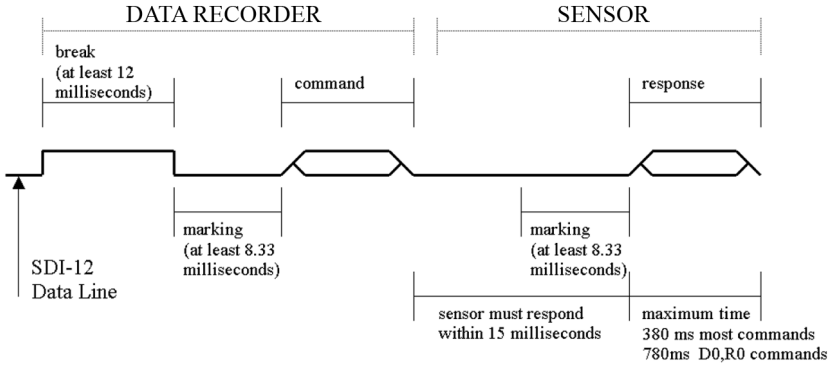 DATA RECORDER
SENSOR
break
(at least 12
milliseconds)
command
response
marking
(at least 8.33
milliseconds)
marking
(at least 8.33
milliseconds)
SDI-12
Data Line
sensor must respond
within 15 milliseconds
maximum time
380 ms most commands
780ms D0,R0 commands